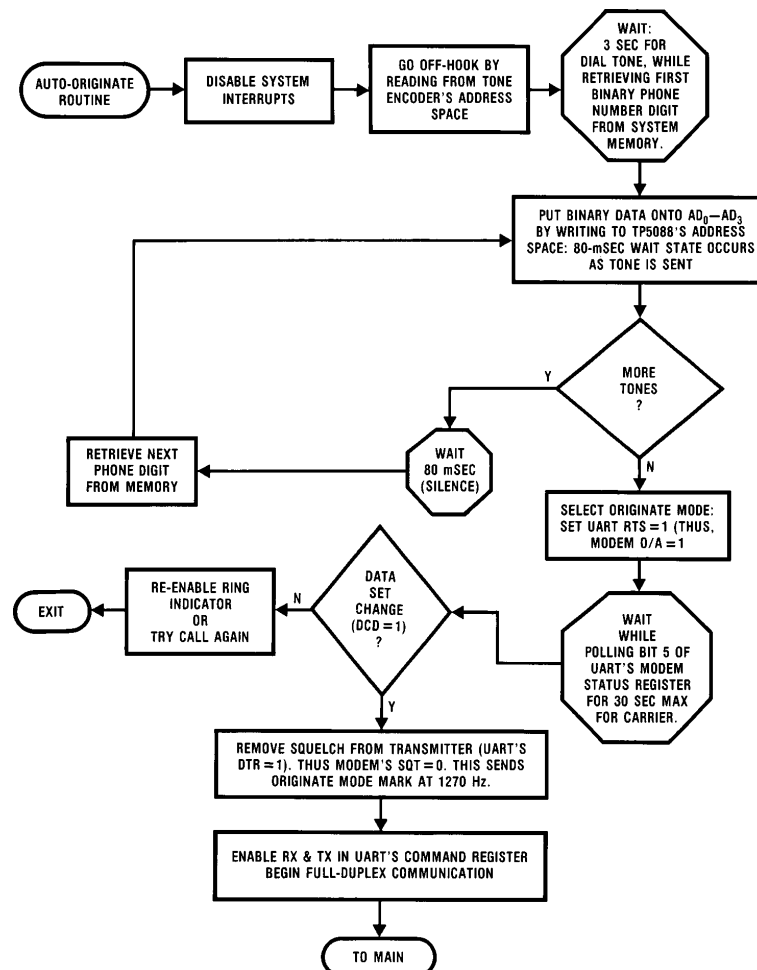 AUTO-ORIGINATE
ROUTINE
DISABLE SYSTEM
INTERRUPTS
GO OFF-HOOK BY
READING FROM TONE
ENCODER'S ADDRESS
SPACE
WAIT:
3 SEC FOR
DIAL TONE, WHILE
RETRIEVING FIRST
BINARY PHONE
NUMBER DIGIT
FROM SYSTEM
MEMORY.
PUT BINARY DATA ONTO AD₀—AD₃
BY WRITING TO TP5088'S ADDRESS
SPACE: 80-mSEC WAIT STATE OCCURS
AS TONE IS SENT
MORE
TONES
?
Y
N
WAIT
80 mSEC
(SILENCE)
RETRIEVE NEXT
PHONE DIGIT
FROM MEMORY
SELECT ORIGINATE MODE:
SET UART RTS = 1 (THUS,
MODEM O/A = 1
WAIT
WHILE
POLLING BIT 5 OF
UART'S MODEM
STATUS REGISTER
FOR 30 SEC MAX
FOR CARRIER.
DATA
SET
CHANGE
(DCD = 1)
?
N
Y
RE-ENABLE RING
INDICATOR
OR
TRY CALL AGAIN
EXIT
REMOVE SQUELCH FROM TRANSMITTER (UART'S
DTR = 1). THUS MODEM'S SQT = 0. THIS SENDS
ORIGINATE MODE MARK AT 1270 Hz.
ENABLE RX & TX IN UART'S COMMAND REGISTER
BEGIN FULL-DUPLEX COMMUNICATION
TO MAIN